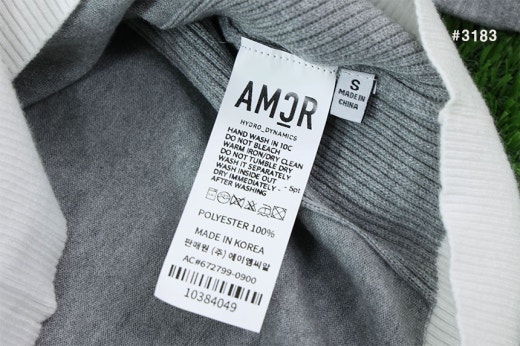 #3183
S
MADE IN
CHINA
AMOR
HYDRO_DYNAMICS
HAND WASH IN 10C
DO NOT BLEACH
WARM IRON/DRY CLEAN
DO NOT TUMBLE DRY
WASH IT SEPARATELY
WASH INSIDE OUT
DRY IMMEDIATELY . - 5pt
AFTER WASHING
POLYESTER 100%
MADE IN KOREA
판매원 (주) 에이엠씨알
AC#672799-0900
10384049